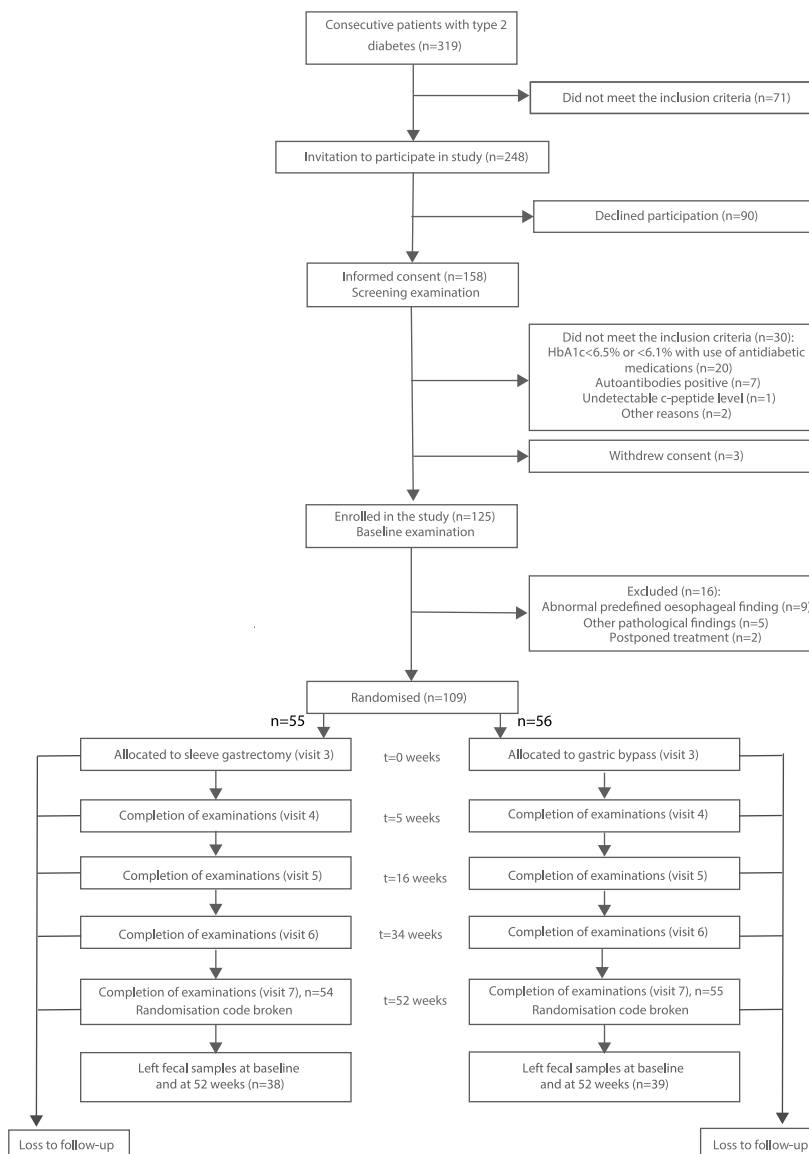 Consecutive patients with type 2
diabetes (n=319)
Did not meet the inclusion criteria (n=71)
Invitation to participate in study (n=248)
Declined participation (n=90)
Informed consent (n=158)
Screening examination
Did not meet the inclusion criteria (n=30):
HbA1c<6.5% or <6.1% with use of antidiabetic
medications (n=20)
Autoantibodies positive (n=7)
Undetectable c-peptide level (n=1)
Other reasons (n=2)
Withdrew consent (n=3)
Enrolled in the study (n=125)
Baseline examination
Excluded (n=16):
Abnormal predefined oesophageal finding (n=9)
Other pathological findings (n=5)
Postponed treatment (n=2)
Randomised (n=109)
n=55
n=56
Allocated to sleeve gastrectomy (visit 3)
t=0 weeks
Allocated to gastric bypass (visit 3)
Completion of examinations (visit 4)
t=5 weeks
Completion of examinations (visit 4)
Completion of examinations (visit 5)
t=16 weeks
Completion of examinations (visit 5)
Completion of examinations (visit 6)
t=34 weeks
Completion of examinations (visit 6)
Completion of examinations (visit 7), n=54
Randomisation code broken
t=52 weeks
Completion of examinations (visit 7), n=55
Randomisation code broken
Left fecal samples at baseline
and at 52 weeks (n=38)
Left fecal samples at baseline
and at 52 weeks (n=39)
Loss to follow-up
Loss to follow-up